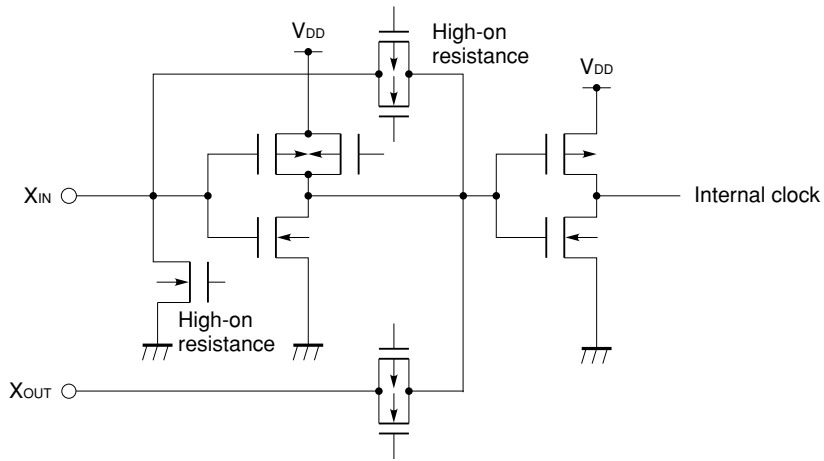 High-on
resistance
VDD
VDD
XIN
Internal clock
High-on
resistance
XOUT